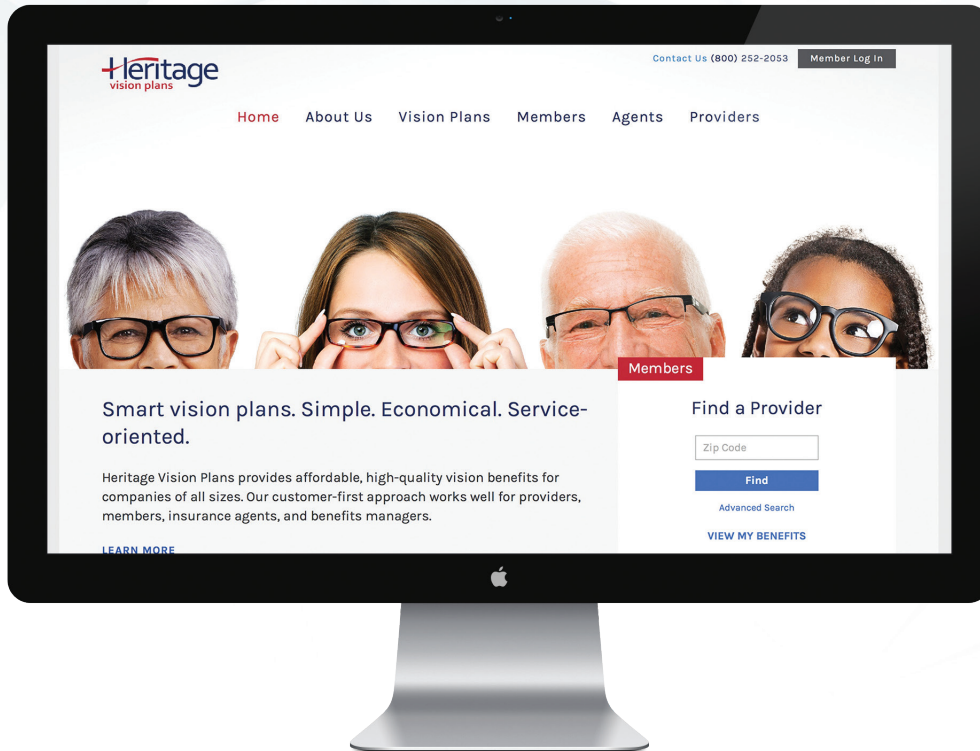 Heritage
vision plans
Contact Us (800) 252-2053
Member Log In
Home About Us Vision Plans Members Agents Providers
Members
Smart vision plans. Simple. Economical. Service-
oriented.
Heritage Vision Plans provides affordable, high-quality vision benefits for
companies of all sizes. Our customer-first approach works well for providers,
members, insurance agents, and benefits managers.
LEARN MORE
Find a Provider
Zip Code
Find
Advanced Search
VIEW MY BENEFITS